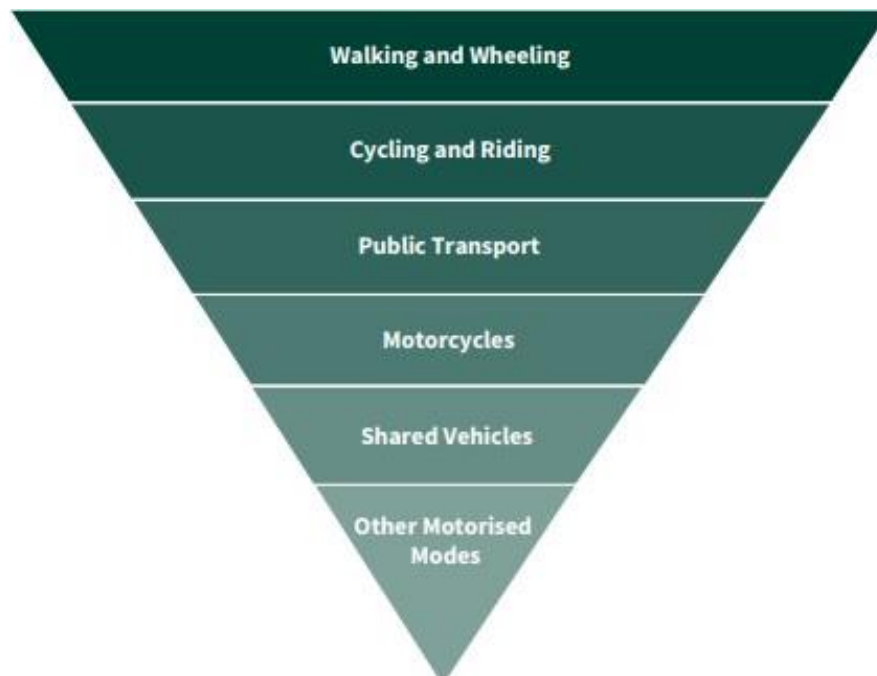 Walking and Wheeling
Cycling and Riding
Public Transport
Motorcycles
Shared Vehicles
Other Motorised
Modes